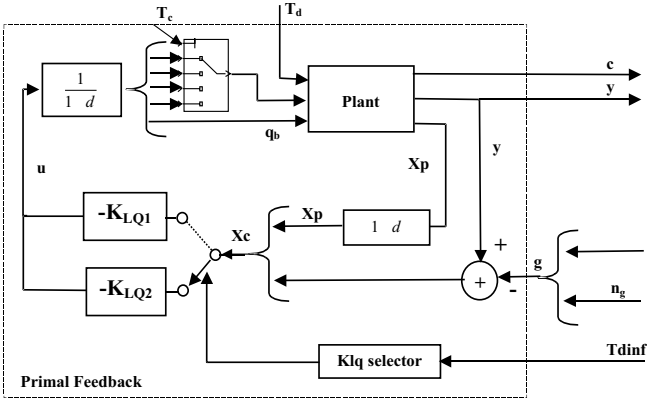 Tc
Td
1
1 d
qb
Plant
c
y
u
y
Xp
-KLQ1
Xc
Xp
1 d
+
g
-KLQ2
+
-
ng
Klq selector
Tdinf
Primal Feedback